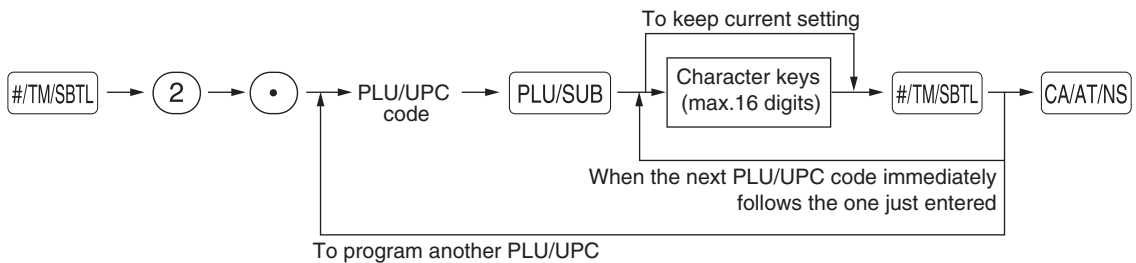 To keep current setting
#/TM/SBTL
2
•
PLU/UPC
code
PLU/SUB
Character keys
(max.16 digits)
#/TM/SBTL
CA/AT/NS
When the next PLU/UPC code immediately
follows the one just entered
To program another PLU/UPC